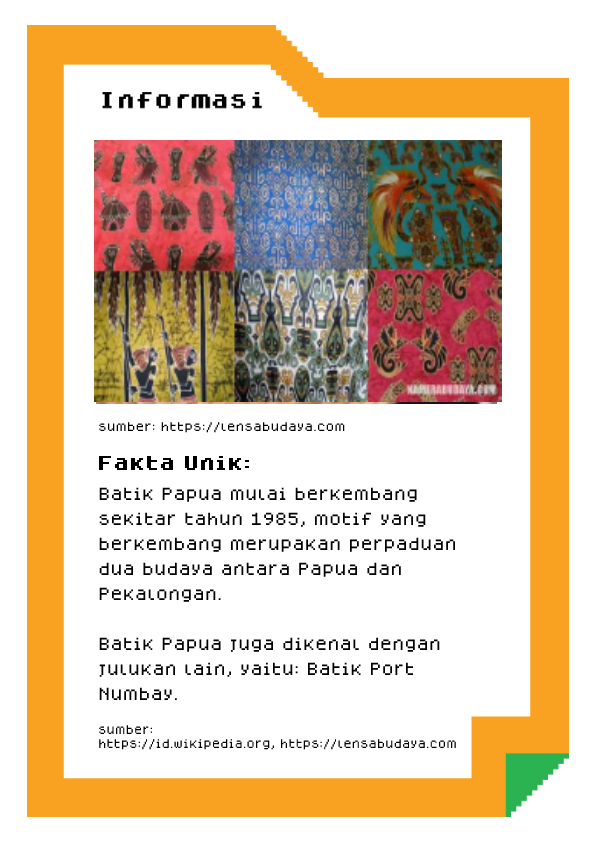 Informasi
NAMIRABUDAYA.COM
sumber: https://lensabudaya.com
Fakta Unik:
Batik Papua mulai berkembang
sekitar tahun 1985, motif yang
berkembang merupakan perpaduan
dua budaya antara Papua dan
Pekalongan.
Batik Papua juga dikenal dengan
julukan lain, yaitu: Batik Port
Numbay.
sumber:
https://id.wikipedia.org, https://lensabudaya.com